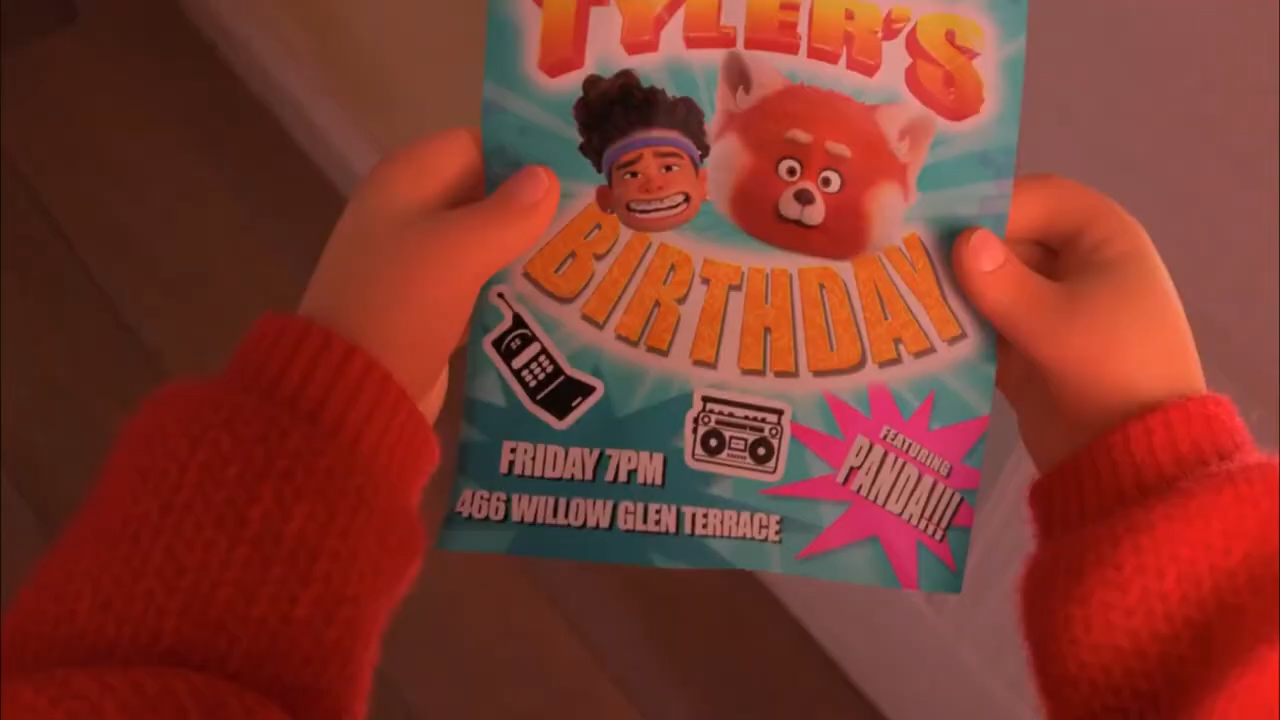 TYLER'S
BIRTHDAY
FRIDAY 7PM
466 WILLOW GLEN TERRACE
FEATURING
PANDA!!!